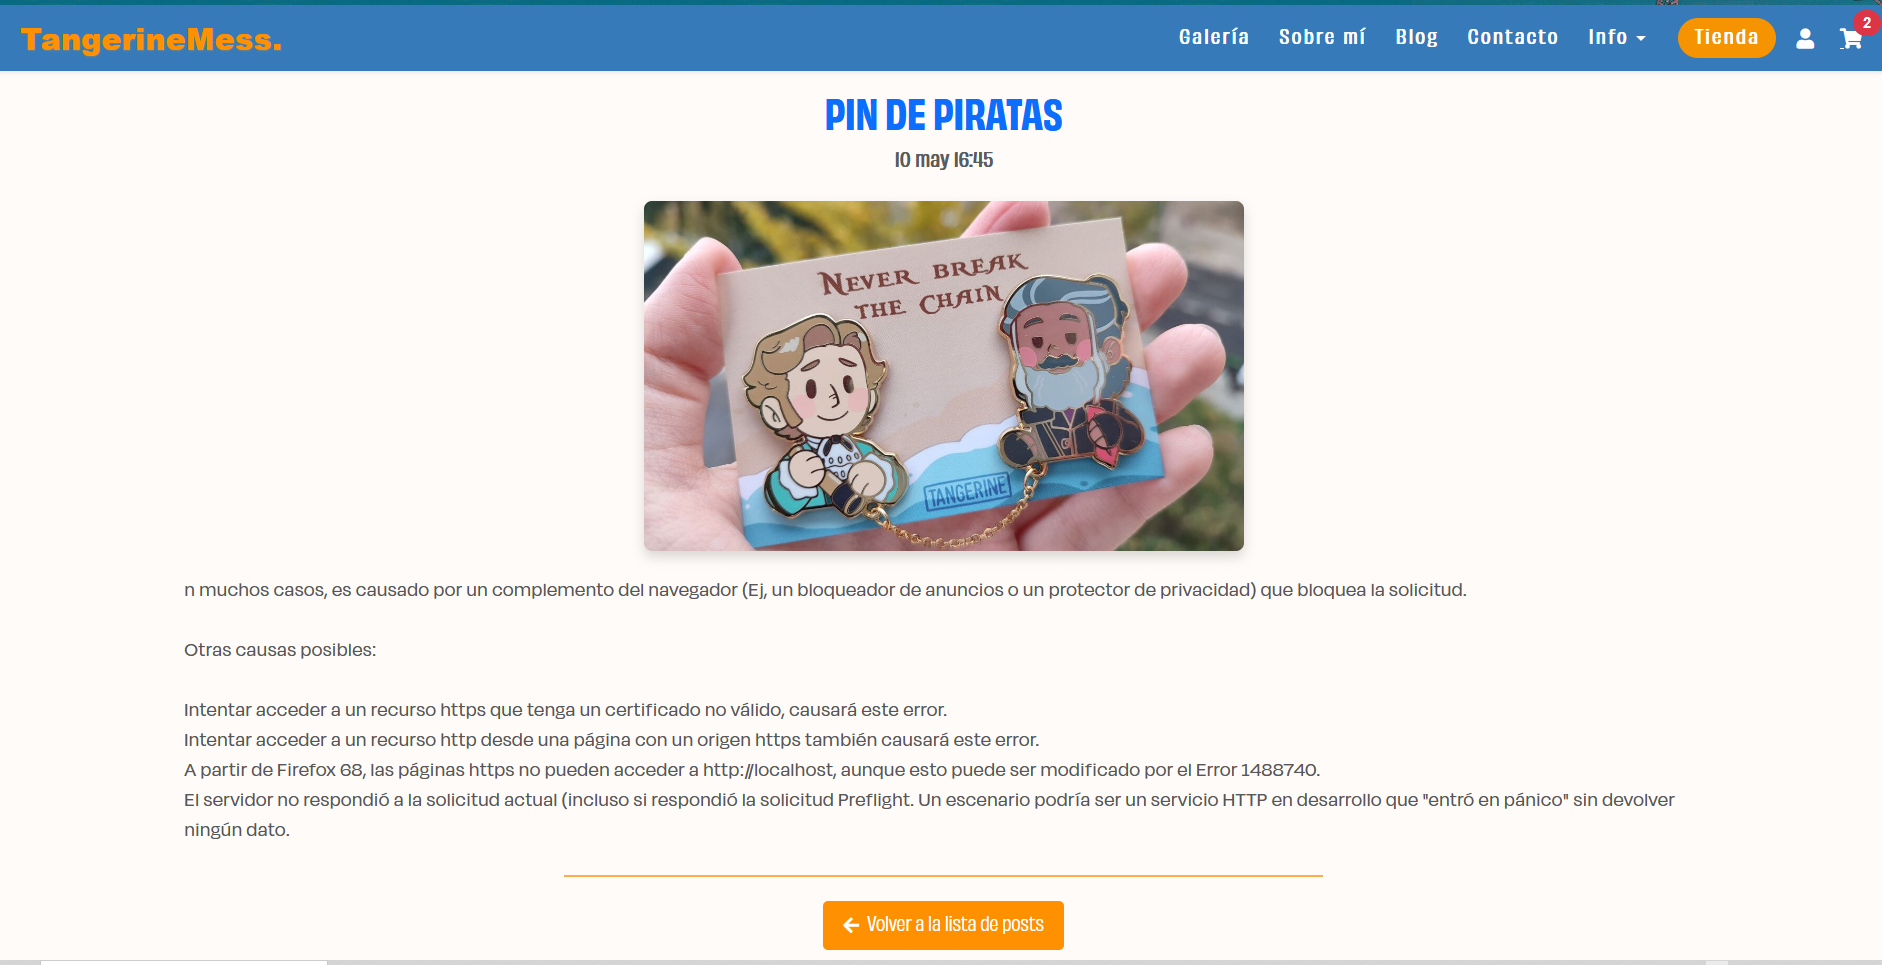 TangerineMess.
Galería Sobre mí Blog Contacto Info Tienda 2
PIN DE PIRATAS
10 may 16:45
NEVER BREAK
THE CHAIN
TANGERINE
n muchos casos, es causado por un complemento del navegador (Ej, un bloqueador de anuncios o un protector de privacidad) que bloquea la solicitud.
Otras causas posibles:
Intentar acceder a un recurso https que tenga un certificado no válido, causará este error.
Intentar acceder a un recurso http desde una página con un origen https también causará este error.
A partir de Firefox 68, las páginas https no pueden acceder a http://localhost, aunque esto puede ser modificado por el Error 1488740.
El servidor no respondió a la solicitud actual (incluso si respondió la solicitud Preflight. Un escenario podría ser un servicio HTTP en desarrollo que "entró en pánico" sin devolver
ningún dato.
Volver a la lista de posts